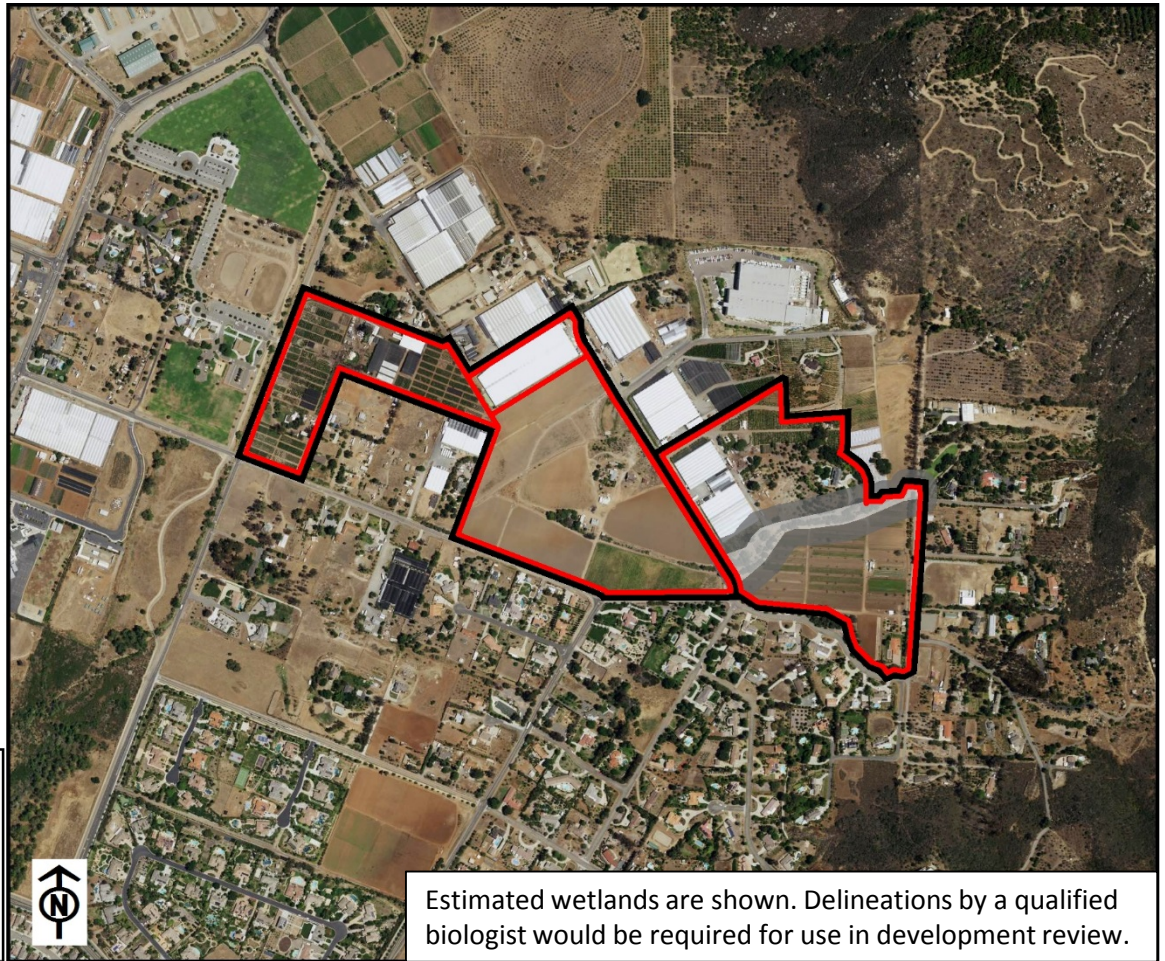 N
Estimated wetlands are shown. Delineations by a qualified
biologist would be required for use in development review.